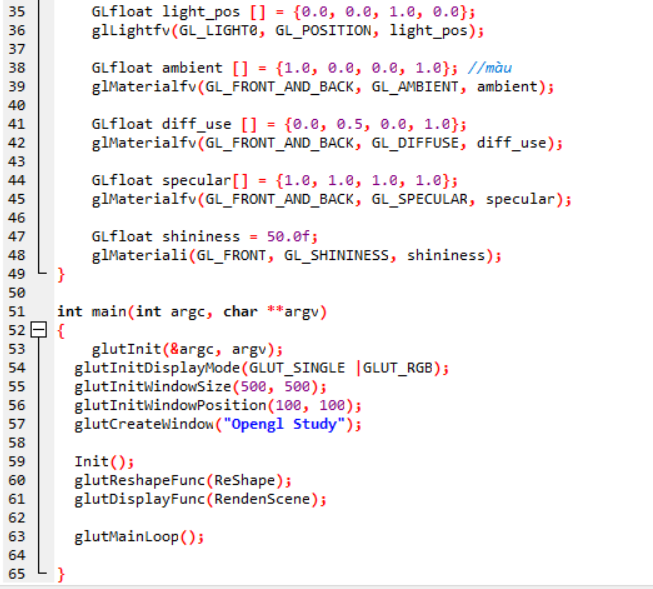 35 GLfloat light_pos [] = {0.0, 0.0, 1.0, 0.0};
36 glLightfv(GL_LIGHT0, GL_POSITION, light_pos);
37
38 GLfloat ambient [] = {1.0, 0.0, 0.0, 1.0}; //màu
39 glMaterialfv(GL_FRONT_AND_BACK, GL_AMBIENT, ambient);
40
41 GLfloat diff_use [] = {0.0, 0.5, 0.0, 1.0};
42 glMaterialfv(GL_FRONT_AND_BACK, GL_DIFFUSE, diff_use);
43
44 GLfloat specular[] = {1.0, 1.0, 1.0, 1.0};
45 glMaterialfv(GL_FRONT_AND_BACK, GL_SPECULAR, specular);
46
47 GLfloat shininess = 50.0f;
48 glMateriali(GL_FRONT, GL_SHININESS, shininess);
49 }
50
51 int main(int argc, char **argv)
52 {
53 glutInit(&argc, argv);
54 glutInitDisplayMode(GLUT_SINGLE |GLUT_RGB);
55 glutInitWindowSize(500, 500);
56 glutInitWindowPosition(100, 100);
57 glutCreateWindow("Opengl Study");
58
59 Init();
60 glutReshapeFunc(ReShape);
61 glutDisplayFunc(RendenScene);
62
63 glutMainLoop();
64
65 }